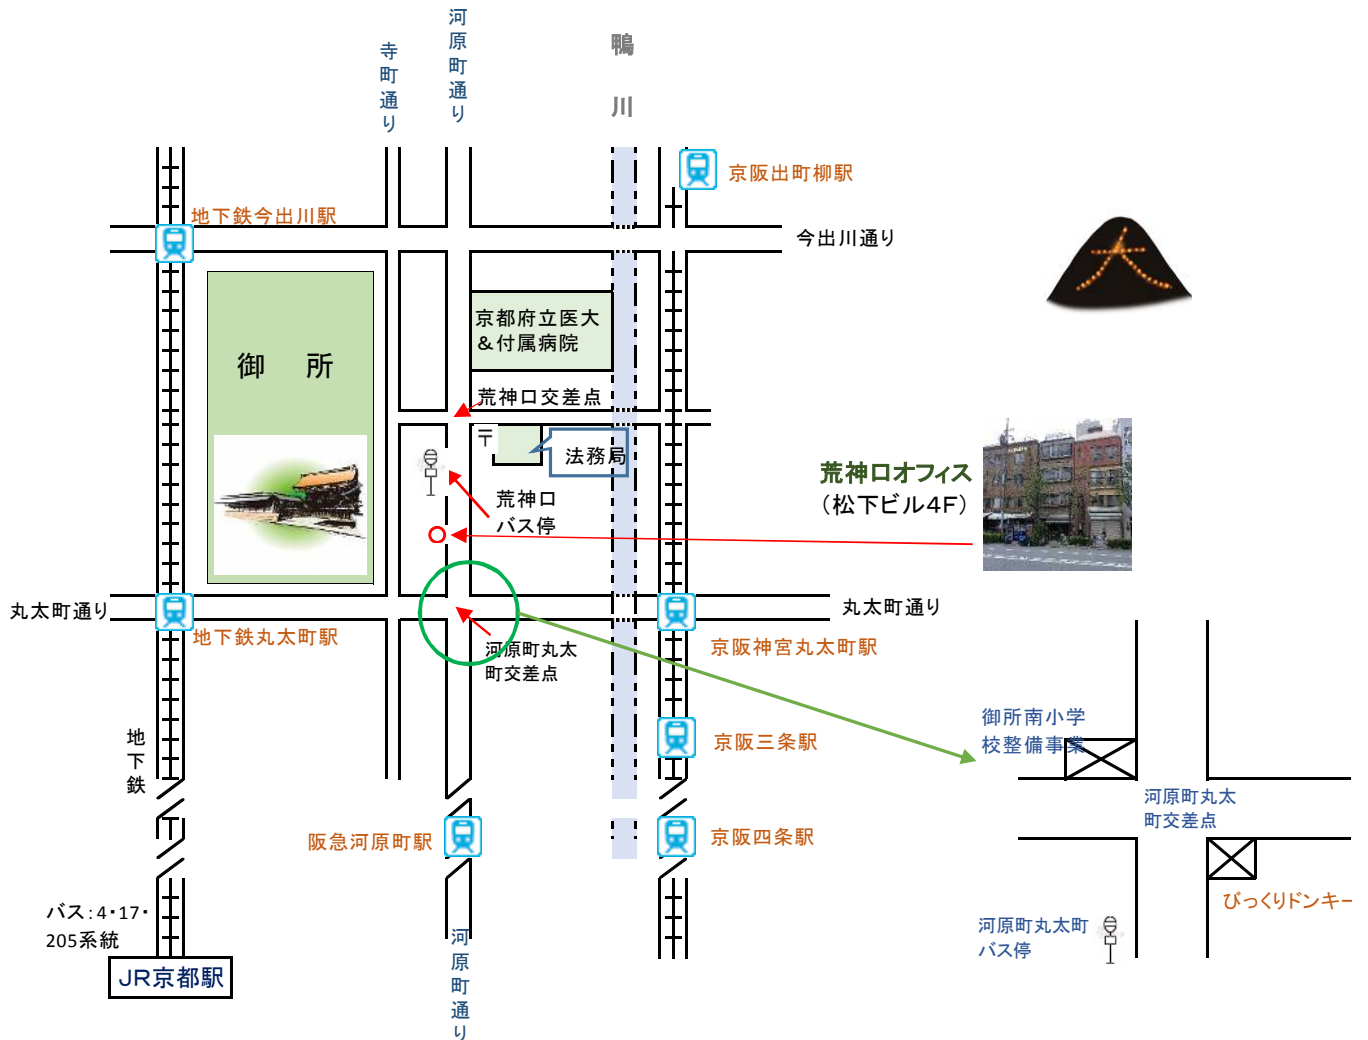 寺町通り
河原町通り
鴨川
京阪出町柳駅
地下鉄今出川駅
今出川通り
京都府立医大
＆付属病院
御 所
荒神口交差点
〒
法務局
荒神口
バス停
荒神口オフィス
（松下ビル4F）
大
丸太町通り
丸太町通り
地下鉄丸太町駅
河原町丸太
町交差点
京阪神宮丸太町駅
京阪三条駅
地下鉄
阪急河原町駅
京阪四条駅
バス：4・17・
205系統
JR京都駅
河原町通り
御所南小学
校整備事業
河原町丸太
町交差点
びっくりドンキー
河原町丸太町
バス停